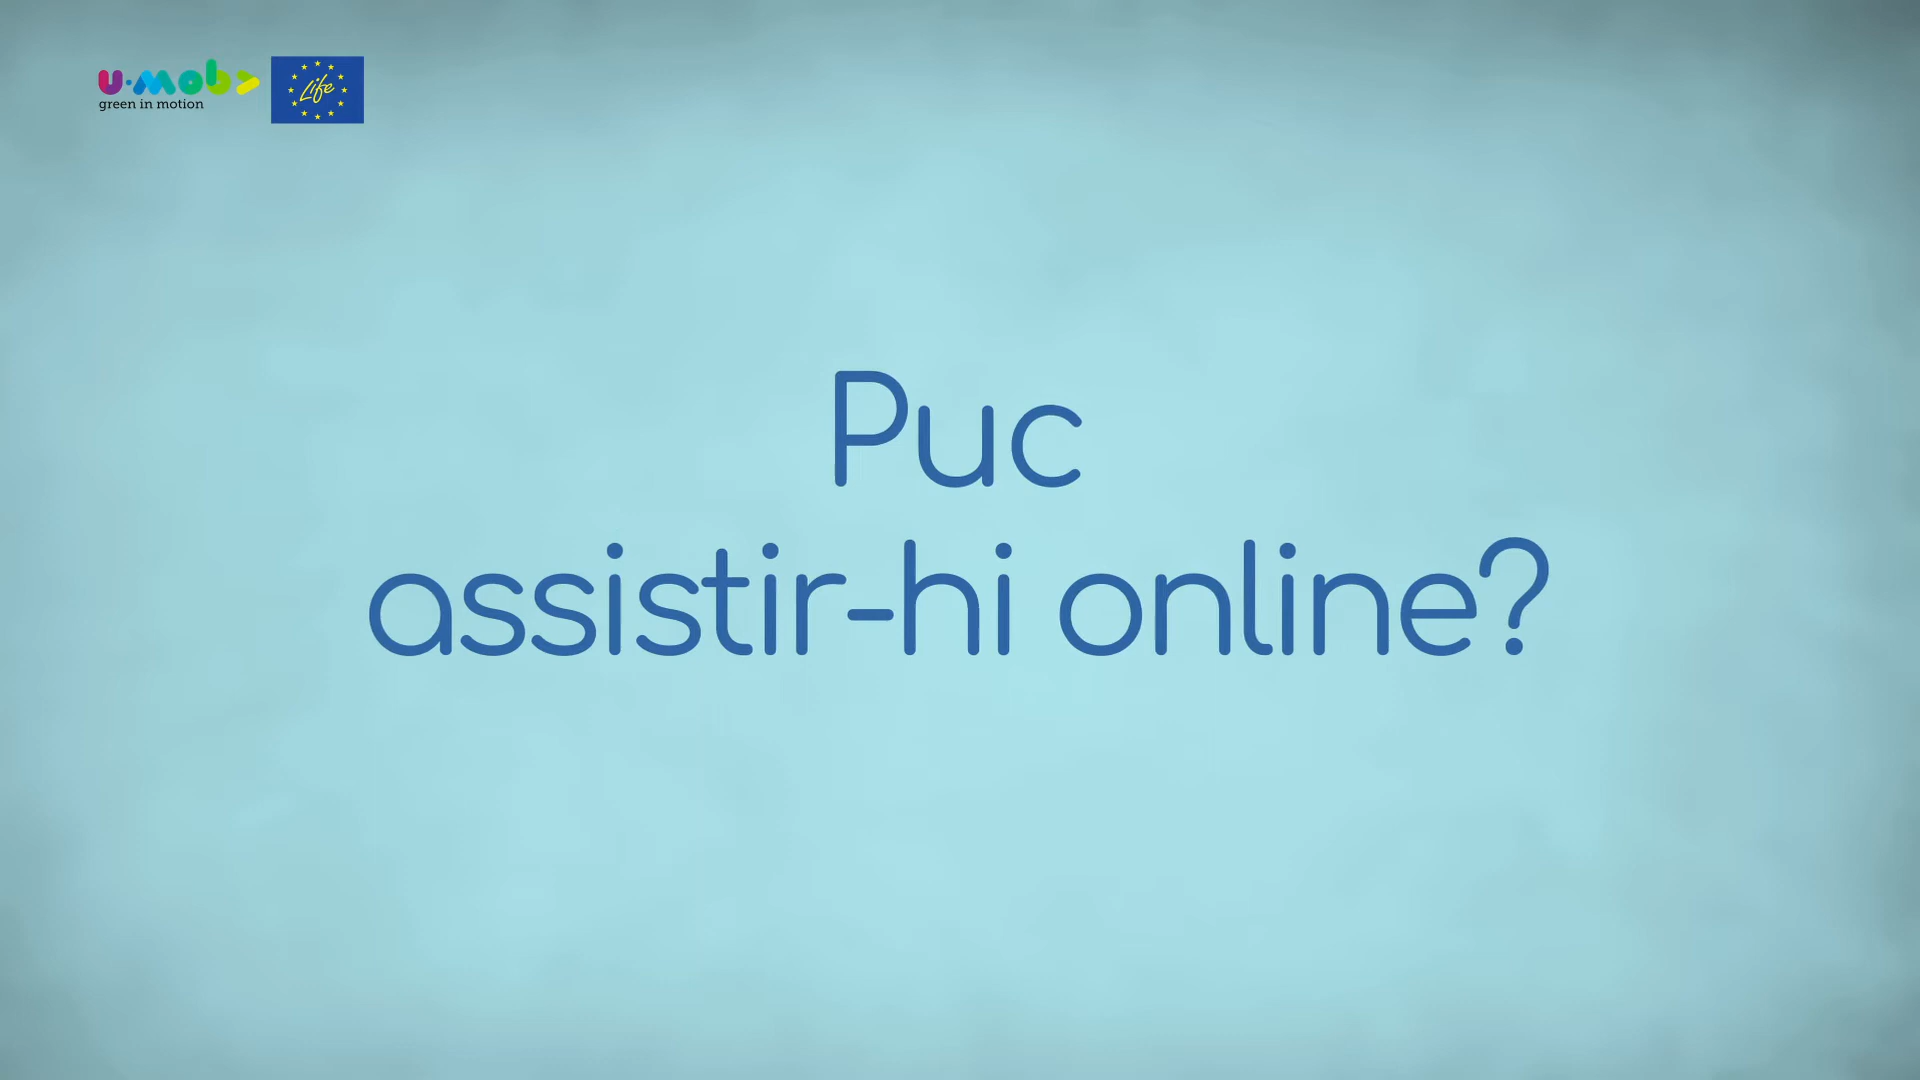 u·mob
green in motion
Life
Puc
assistir-hi online?